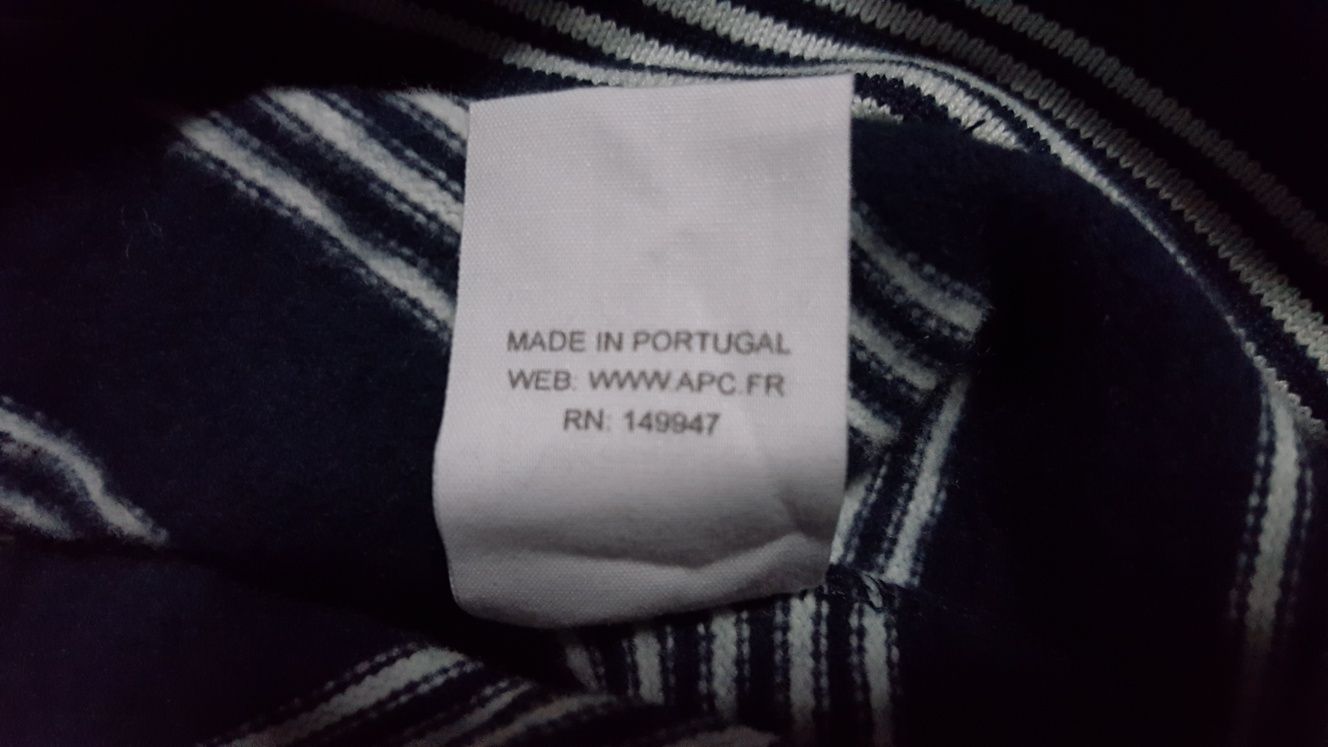 MADE IN PORTUGAL
WEB: WWW.APC.FR
RN: 149947